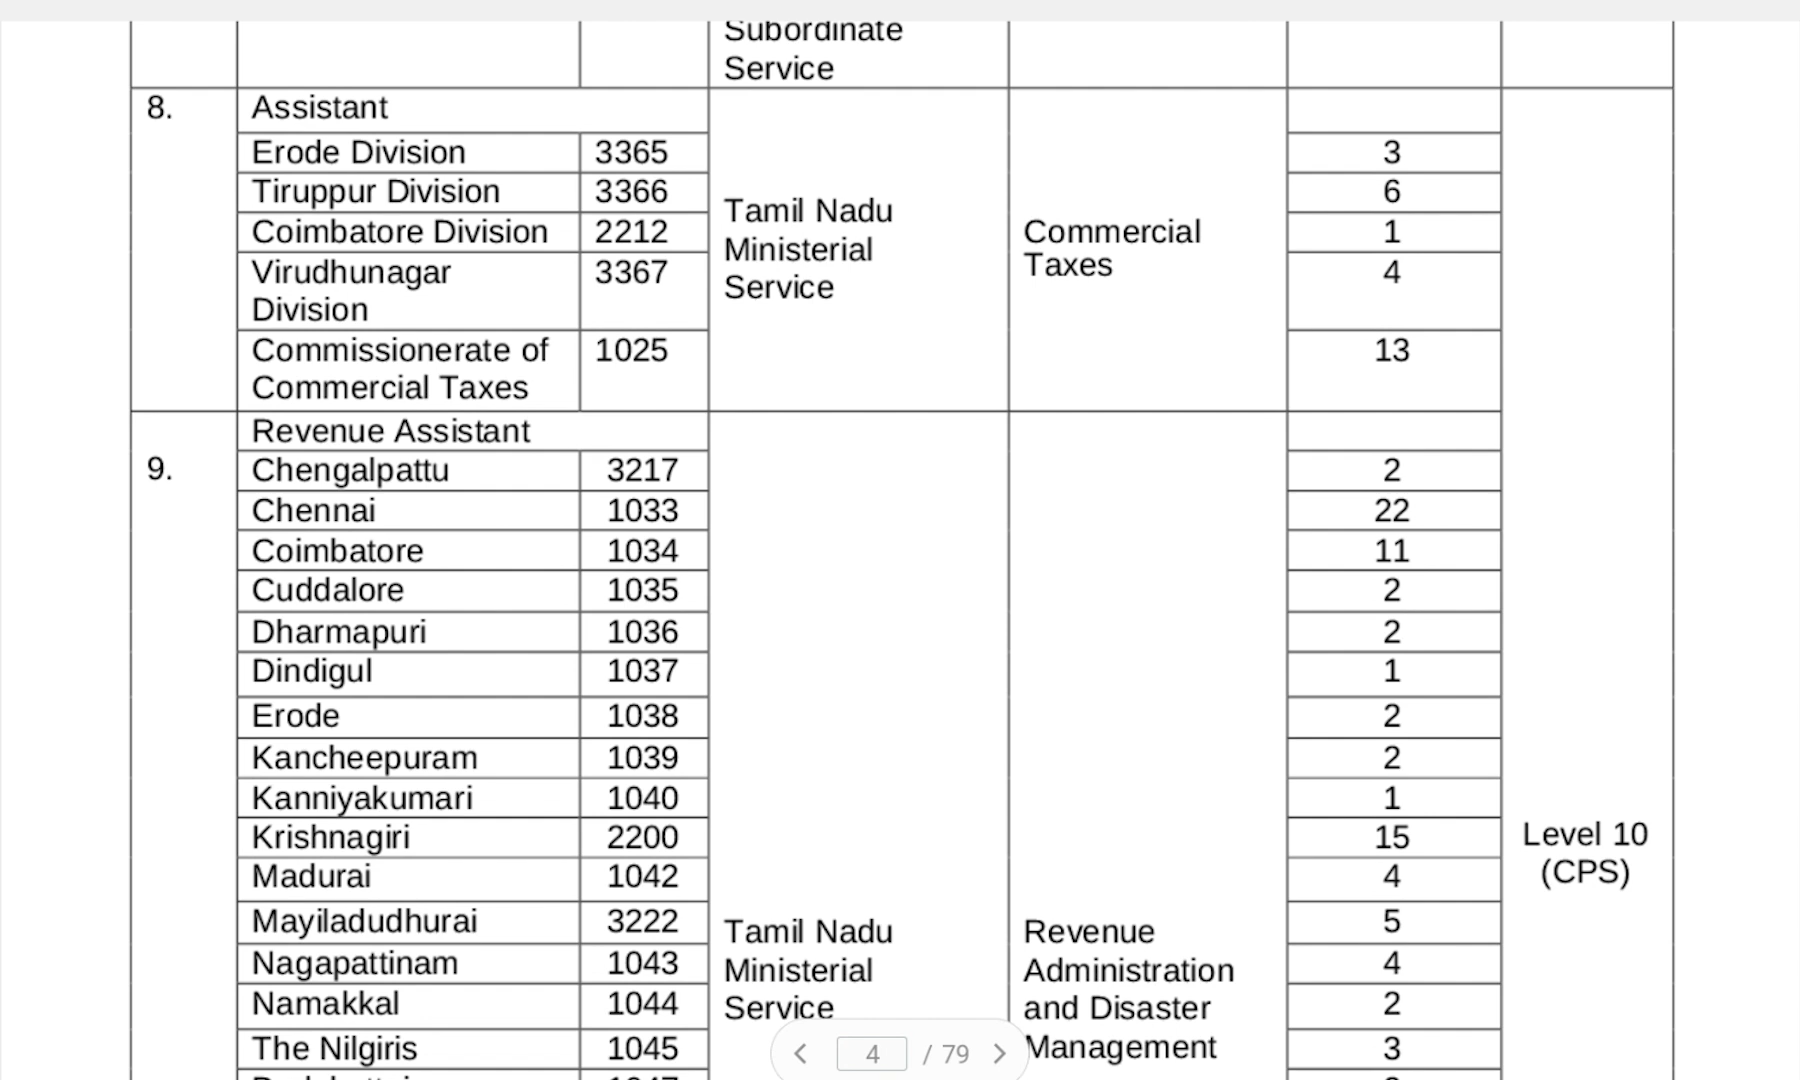 Subordinate
Service
8.
Assistant
Erode Division 3365 3
Tiruppur Division 3366 6
Coimbatore Division 2212 1
Virudhunagar 3367 4
Division
Commissionerate of 1025 13
Commercial Taxes
Tamil Nadu
Ministerial
Service
Commercial
Taxes
9.
Revenue Assistant
Chengalpattu 3217 2
Chennai 1033 22
Coimbatore 1034 11
Cuddalore 1035 2
Dharmapuri 1036 2
Dindigul 1037 1
Erode 1038 2
Kancheepuram 1039 2
Kanniyakumari 1040 1
Krishnagiri 2200 15
Madurai 1042 4
Mayiladudhurai 3222 5
Nagapattinam 1043 4
Namakkal 1044 2
The Nilgiris 1045 3
Tamil Nadu
Ministerial
Service
Revenue
Administration
and Disaster
Management
Level 10
(CPS)
4 / 79